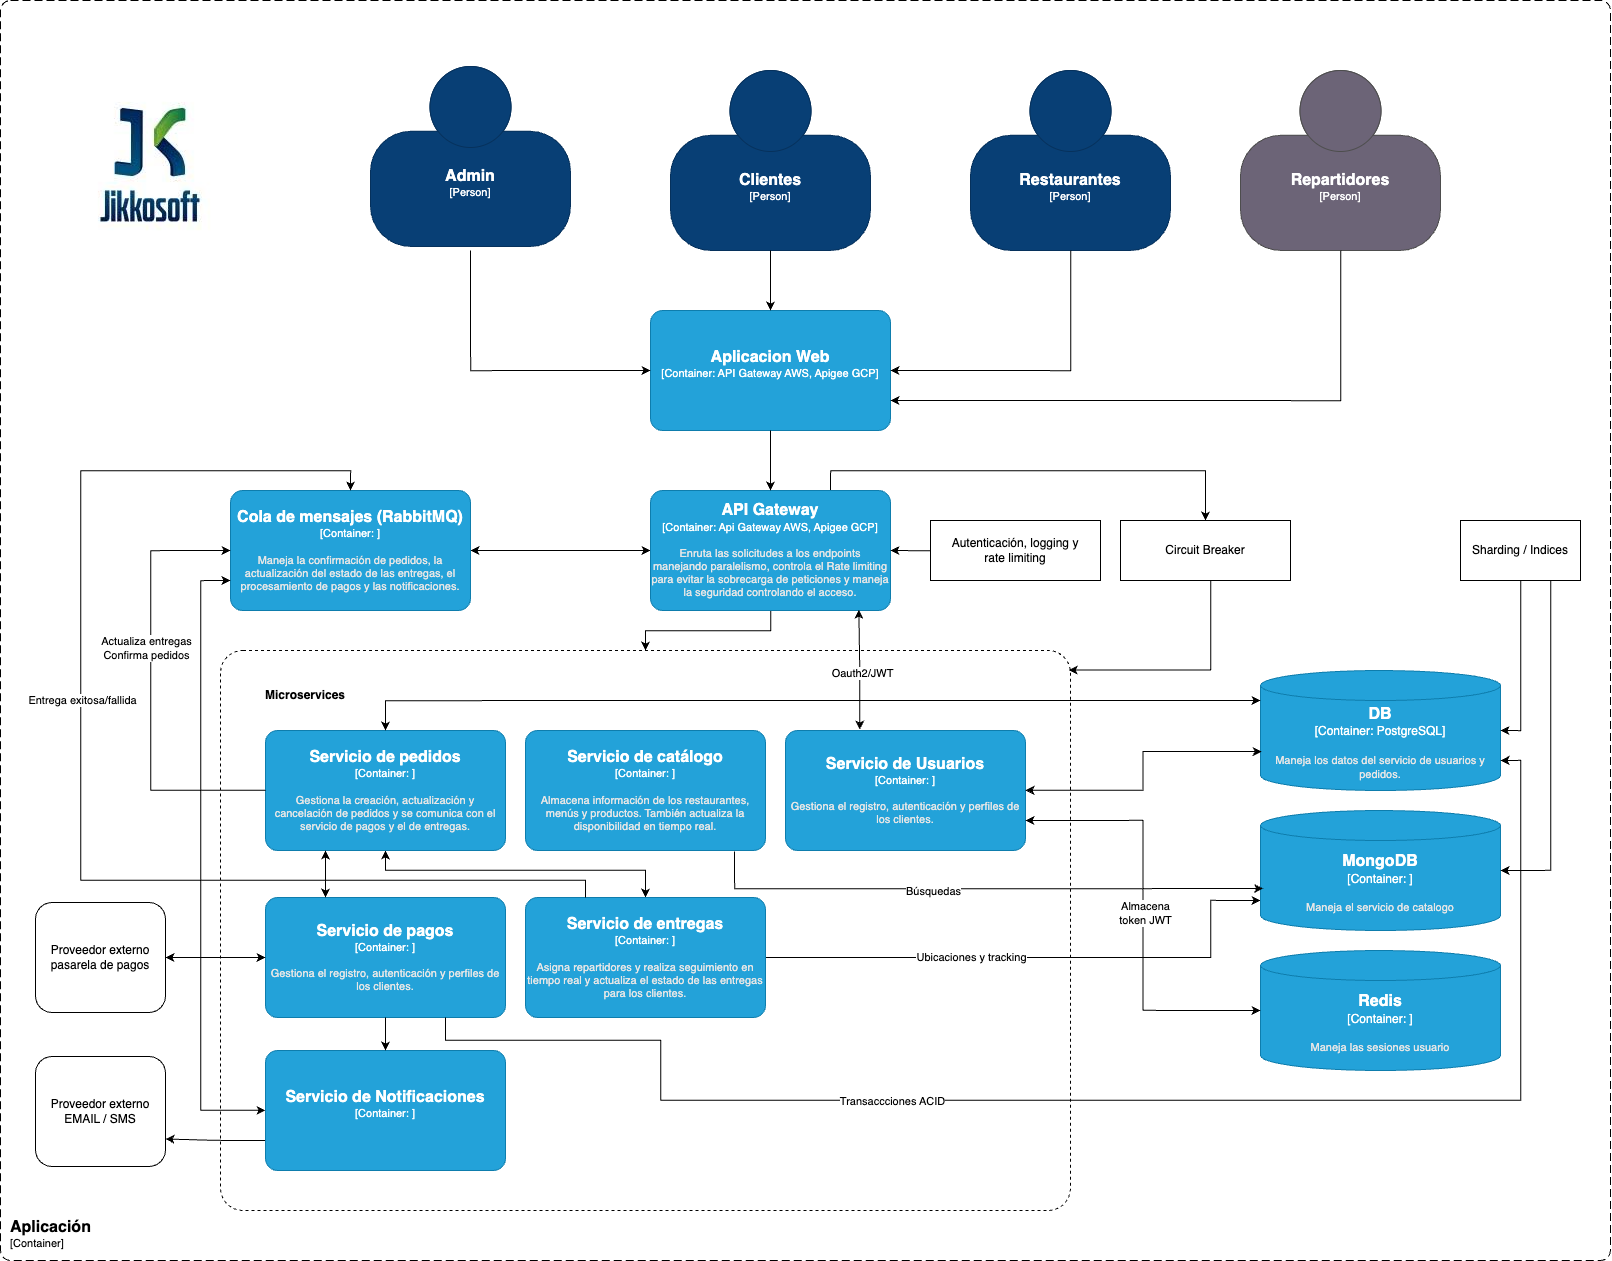 JK
Jikkosoft
Admin
[Person]
Clientes
[Person]
Restaurantes
[Person]
Repartidores
[Person]
Aplicacion Web
[Container: API Gateway AWS, Apigee GCP]
Cola de mensajes (RabbitMQ)
[Container: ]
Maneja la confirmación de pedidos, la
actualización del estado de las entregas, el
procesamiento de pagos y las notificaciones.
API Gateway
[Container: Api Gateway AWS, Apigee GCP]
Enruta las solicitudes a los endpoints
manejando paralelismo, controla el Rate limiting
para evitar la sobrecarga de peticiones y maneja
la seguridad controlando el acceso.
Autenticación, logging y
rate limiting
Circuit Breaker
Sharding / Indices
Actualiza entregas
Confirma pedidos
Entrega exitosa/fallida
Oauth2/JWT
Microservices
Servicio de pedidos
[Container: ]
Gestiona la creación, actualización y
cancelación de pedidos y se comunica con el
servicio de pagos y el de entregas.
Servicio de catálogo
[Container: ]
Almacena información de los restaurantes,
menús y productos. También actualiza la
disponibilidad en tiempo real.
Servicio de Usuarios
[Container: ]
Gestiona el registro, autenticación y perfiles de
los clientes.
DB
[Container: PostgreSQL]
Maneja los datos del servicio de usuarios y
pedidos.
MongoDB
[Container: ]
Maneja el servicio de catalogo
Búsquedas
Almacena
token JWT
Proveedor externo
pasarela de pagos
Servicio de pagos
[Container: ]
Gestiona el registro, autenticación y perfiles de
los clientes.
Servicio de entregas
[Container: ]
Asigna repartidores y realiza seguimiento en
tiempo real y actualiza el estado de las entregas
para los clientes.
Ubicaciones y tracking
Redis
[Container: ]
Maneja las sesiones usuario
Proveedor externo
EMAIL / SMS
Servicio de Notificaciones
[Container: ]
Transaccciones ACID
Aplicación
[Container]